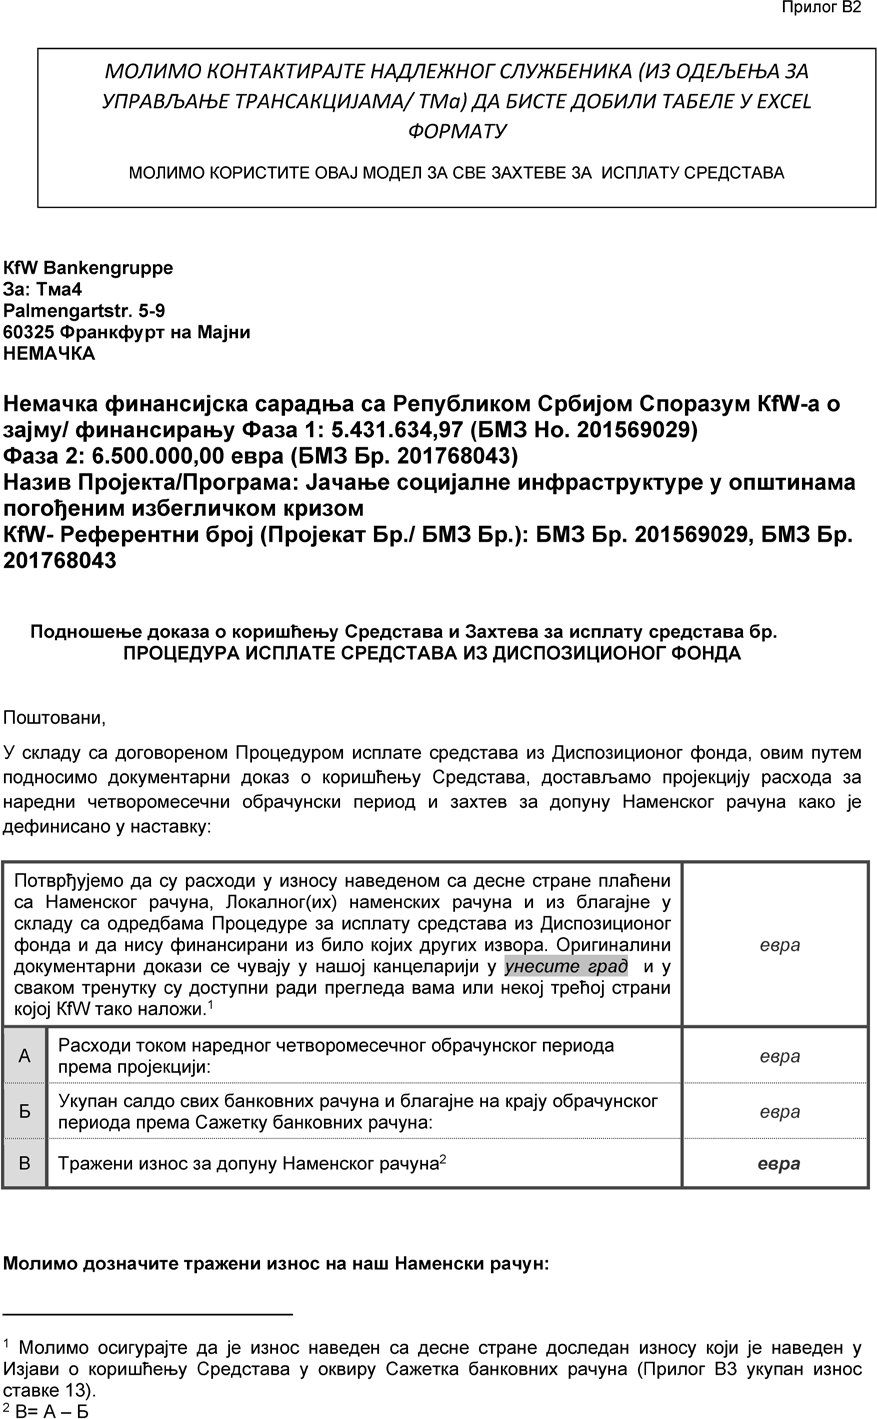 Прилог В2
МОЛИМО КОНТАКТИРАЈТЕ НАДЛЕЖНОГ СЛУЖБЕНИКА (ИЗ ОДЕЉЕЊА ЗА
УПРАВЉАЊЕ ТРАНСАКЦИЈАМА/ ТМа) ДА БИСТЕ ДОБИЛИ ТАБЕЛЕ У EXCEL
ФОРМАТУ
МОЛИМО КОРИСТИТЕ ОВАЈ МОДЕЛ ЗА СВЕ ЗАХТЕВЕ ЗА ИСПЛАТУ СРЕДСТАВА
KfW Bankengruppe
За: Тма4
Palmengartstr. 5-9
60325 Франкфурт на Мајни
НЕМАЧКА
Немачка финансијска сарадња са Републиком Србијом Споразум KfW-а о
зајму/ финансирању Фаза 1: 5.431.634,97 (БМЗ Но. 201569029)
Фаза 2: 6.500.000,00 евра (БМЗ Бр. 201768043)
Назив Пројекта/Програма: Јачање социјалне инфраструктуре у општинама
погођеним избегличком кризом
KfW- Референтни број (Пројекат Бр./ БМЗ Бр.): БМЗ Бр. 201569029, БМЗ Бр.
201768043
Подношење доказа о коришћењу Средстава и Захтева за исплату средстава бр.
ПРОЦЕДУРА ИСПЛАТЕ СРЕДСТАВА ИЗ ДИСПОЗИЦИОНОГ ФОНДА
Поштовани,
У складу са договореном Процедуром исплате средстава из Диспозиционог фонда, овим путем
подносимо документарни доказ о коришћењу Средстава, достављамо пројекцију расхода за
наредни четворомесечни обрачунски период и захтев за допуну Наменског рачуна како је
дефинисано у наставку:
Потврђујемо да су расходи у износу наведеном са десне стране плаћени
са Наменског рачуна, Локалног(их) наменских рачуна и из благајне у
складу са одредбама Процедуре за исплату средстава из Диспозиционог
фонда и да нису финансирани из било којих других извора. Оригиналини
документарни докази се чувају у нашој канцеларији у унесите град и у
сваком тренутку су доступни ради прегледа вама или некој трећој страни
којој KfW тако наложи.¹
евра
А
Расходи током наредног четворомесечног обрачунског периода
према пројекцији:
евра
Б
Укупан салдо свих банковних рачуна и благајне на крају обрачунског
периода према Сажетку банковних рачуна:
евра
В
Тражени износ за допуну Наменског рачуна²
евра
Молимо дозначите тражени износ на наш Наменски рачун:
¹ Молимо осигурајте да је износ наведен са десне стране доследан износу који је наведен у
Изјави о коришћењу Средстава у оквиру Сажетка банковних рачуна (Прилог В3 укупан износ
ставке 13).
² В= А – Б